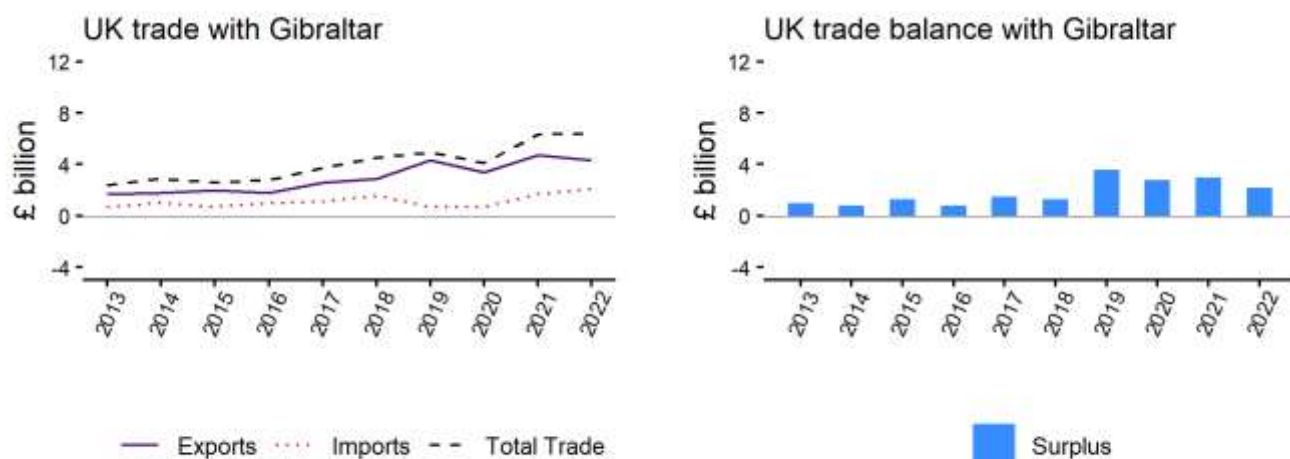 UK trade with Gibraltar
£ billion
12
8
4
0
-4
2013 2014 2015 2016 2017 2018 2019 2020 2021 2022
Exports Imports Total Trade
UK trade balance with Gibraltar
£ billion
12
8
4
0
-4
2013 2014 2015 2016 2017 2018 2019 2020 2021 2022
Surplus